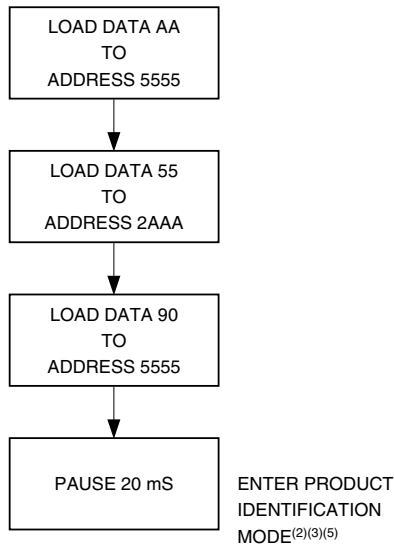 LOAD DATA AA
TO
ADDRESS 5555
LOAD DATA 55
TO
ADDRESS 2AAA
LOAD DATA 90
TO
ADDRESS 5555
PAUSE 20 mS
ENTER PRODUCT
IDENTIFICATION
MODE(2)(3)(5)